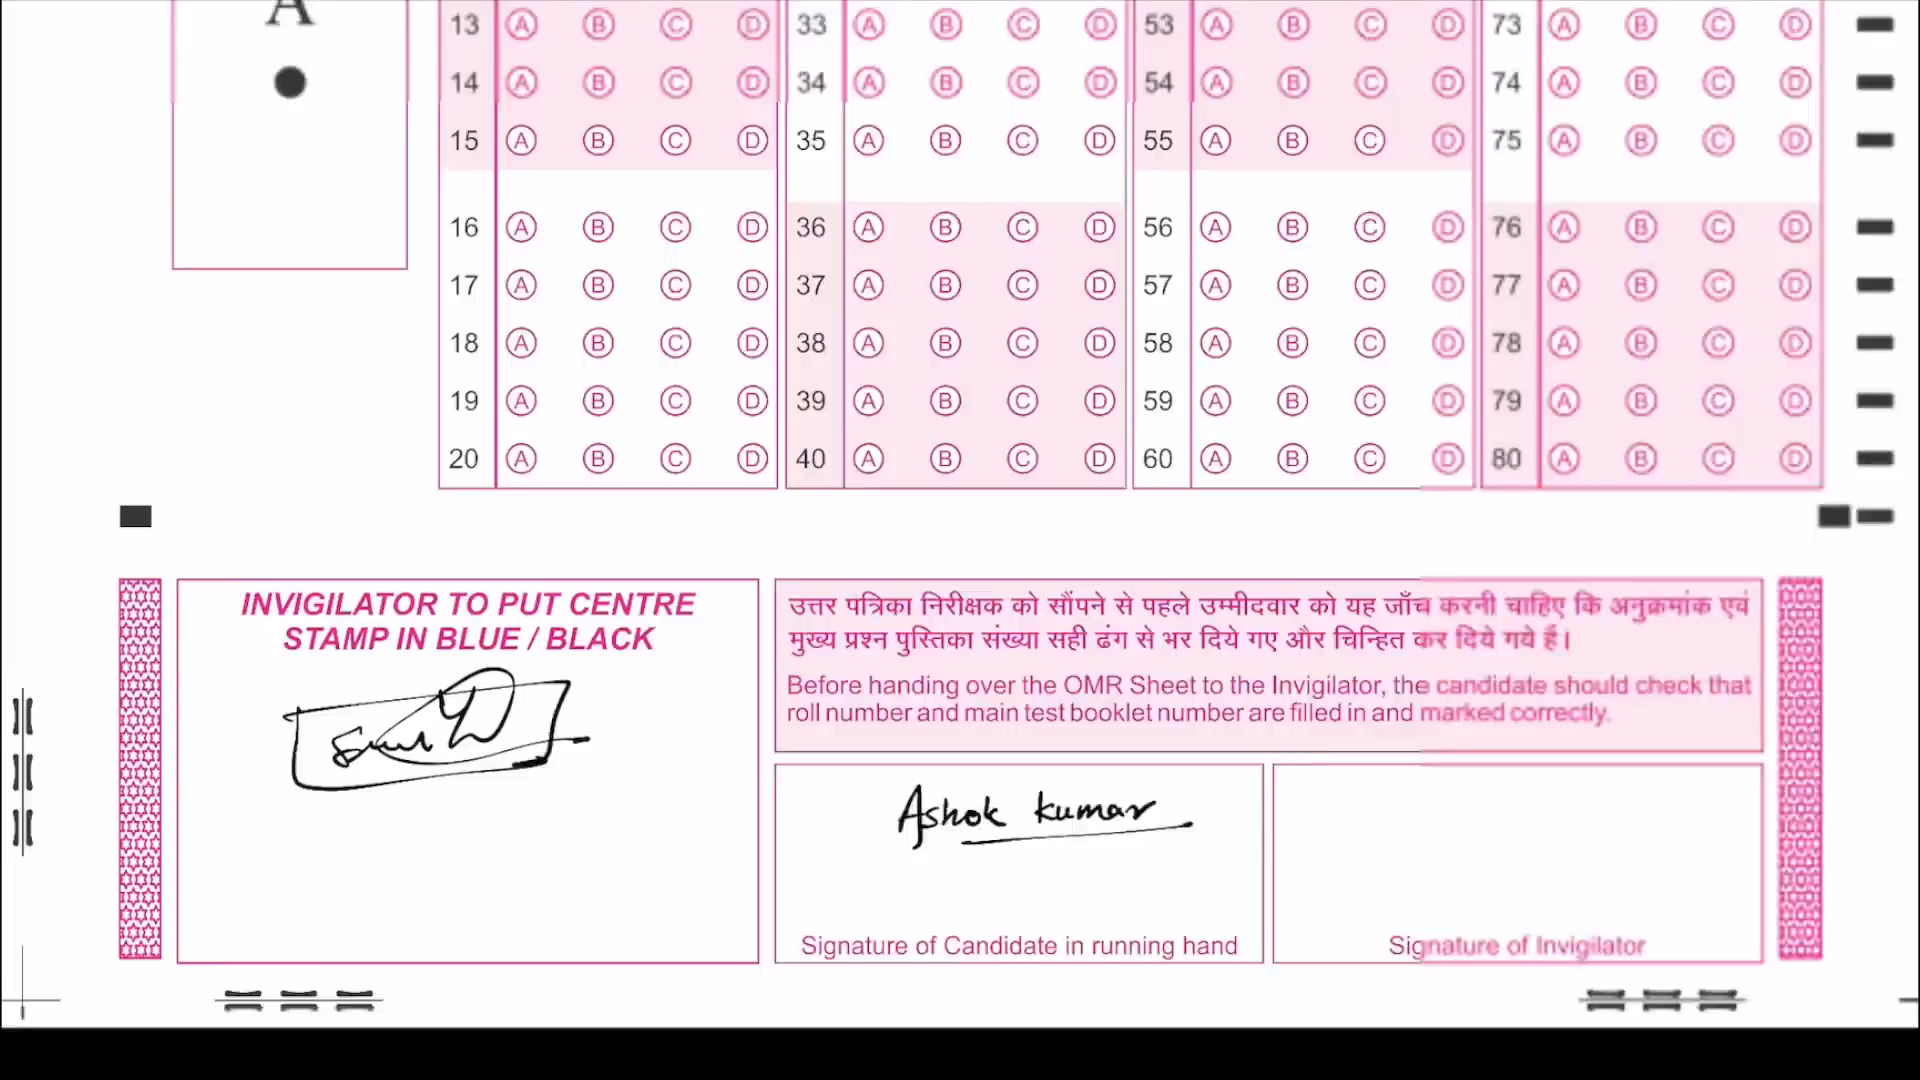 A
13 A B C D 33 A B C D 53 A B C D 73 A B C D
14 A B C D 34 A B C D 54 A B C D 74 A B C D
15 A B C D 35 A B C D 55 A B C D 75 A B C D
16 A B C D 36 A B C D 56 A B C D 76 A B C D
17 A B C D 37 A B C D 57 A B C D 77 A B C D
18 A B C D 38 A B C D 58 A B C D 78 A B C D
19 A B C D 39 A B C D 59 A B C D 79 A B C D
20 A B C D 40 A B C D 60 A B C D 80 A B C D
INVIGILATOR TO PUT CENTRE
STAMP IN BLUE / BLACK
उत्तर पत्रिका निरीक्षक को सौंपने से पहले उम्मीदवार को यह जाँच करनी चाहिए कि अनुक्रमांक एवं
मुख्य प्रश्न पुस्तिका संख्या सही ढंग से भर दिये गए और चिन्हित कर दिये गये हैं।
Before handing over the OMR Sheet to the Invigilator, the candidate should check that
roll number and main test booklet number are filled in and marked correctly.
Ashok kumar
Signature of Candidate in running hand
Signature of Invigilator